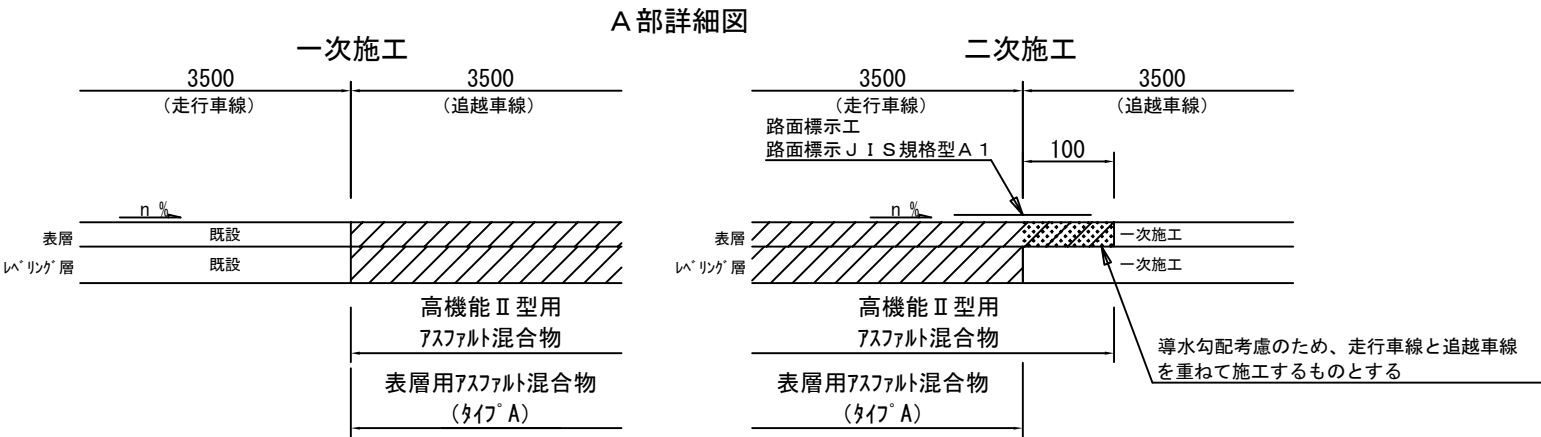 A部詳細図
一次施工
3500
(走行車線)
3500
(追越車線)
n %
表層
既設
ﾚﾍﾞﾘﾝｸﾞ層
既設
高機能Ⅱ型用
ｱｽﾌｧﾙﾄ混合物
表層用ｱｽﾌｧﾙﾄ混合物
(ﾀｲﾌﾟA)
二次施工
3500
(走行車線)
3500
(追越車線)
路面標示工
路面標示JIS規格型A1
100
n %
表層
一次施工
ﾚﾍﾞﾘﾝｸﾞ層
一次施工
高機能Ⅱ型用
ｱｽﾌｧﾙﾄ混合物
導水勾配考慮のため、走行車線と追越車線
を重ねて施工するものとする
表層用ｱｽﾌｧﾙﾄ混合物
(ﾀｲﾌﾟA)